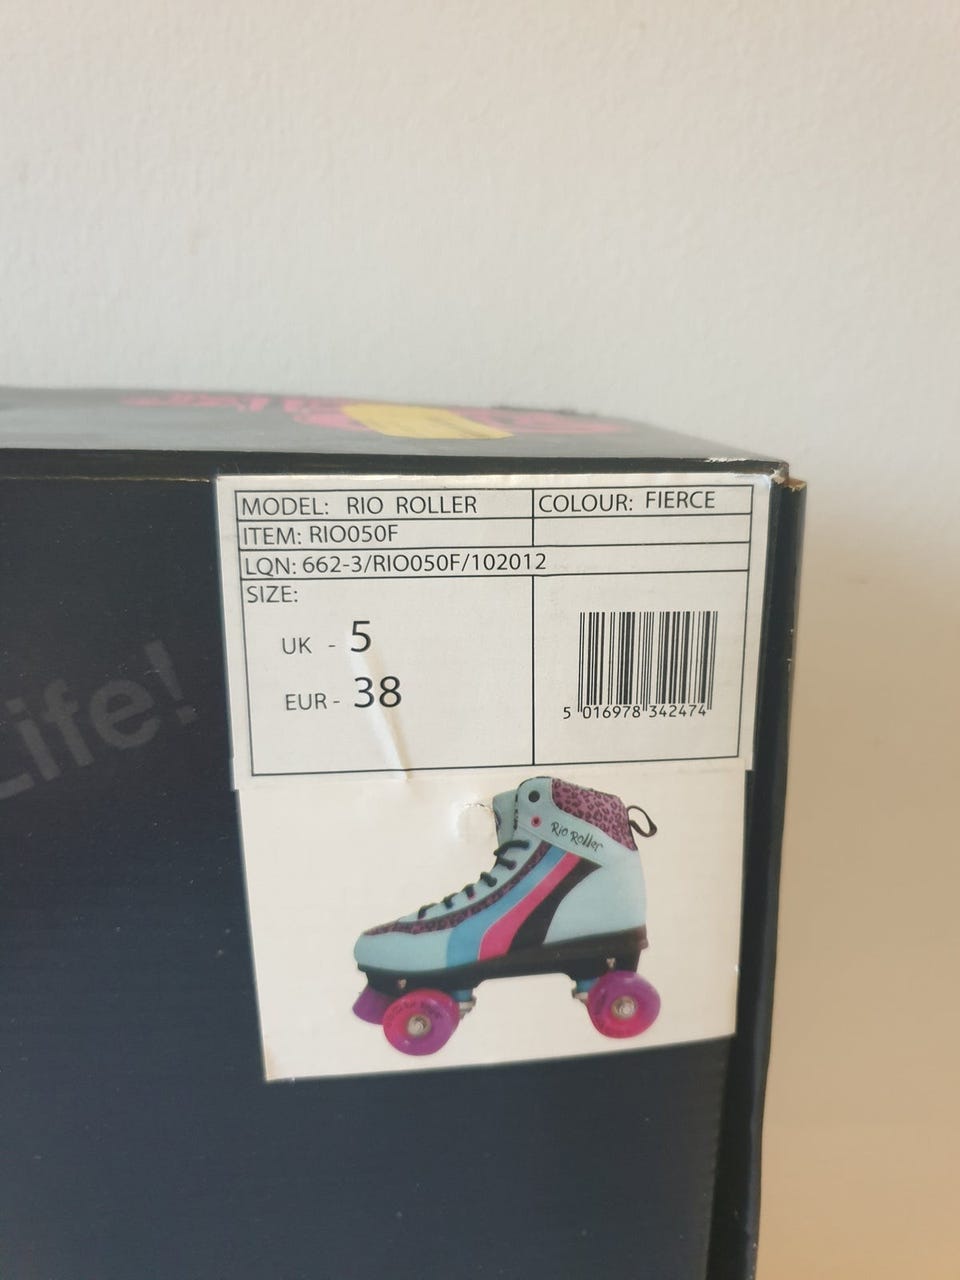 MODEL: RIO ROLLER
COLOUR: FIERCE
ITEM: RIO050F
LQN: 662-3/RIO050F/102012
SIZE:
UK - 5
EUR - 38
5 016978 342474
Life!
Rio Roller